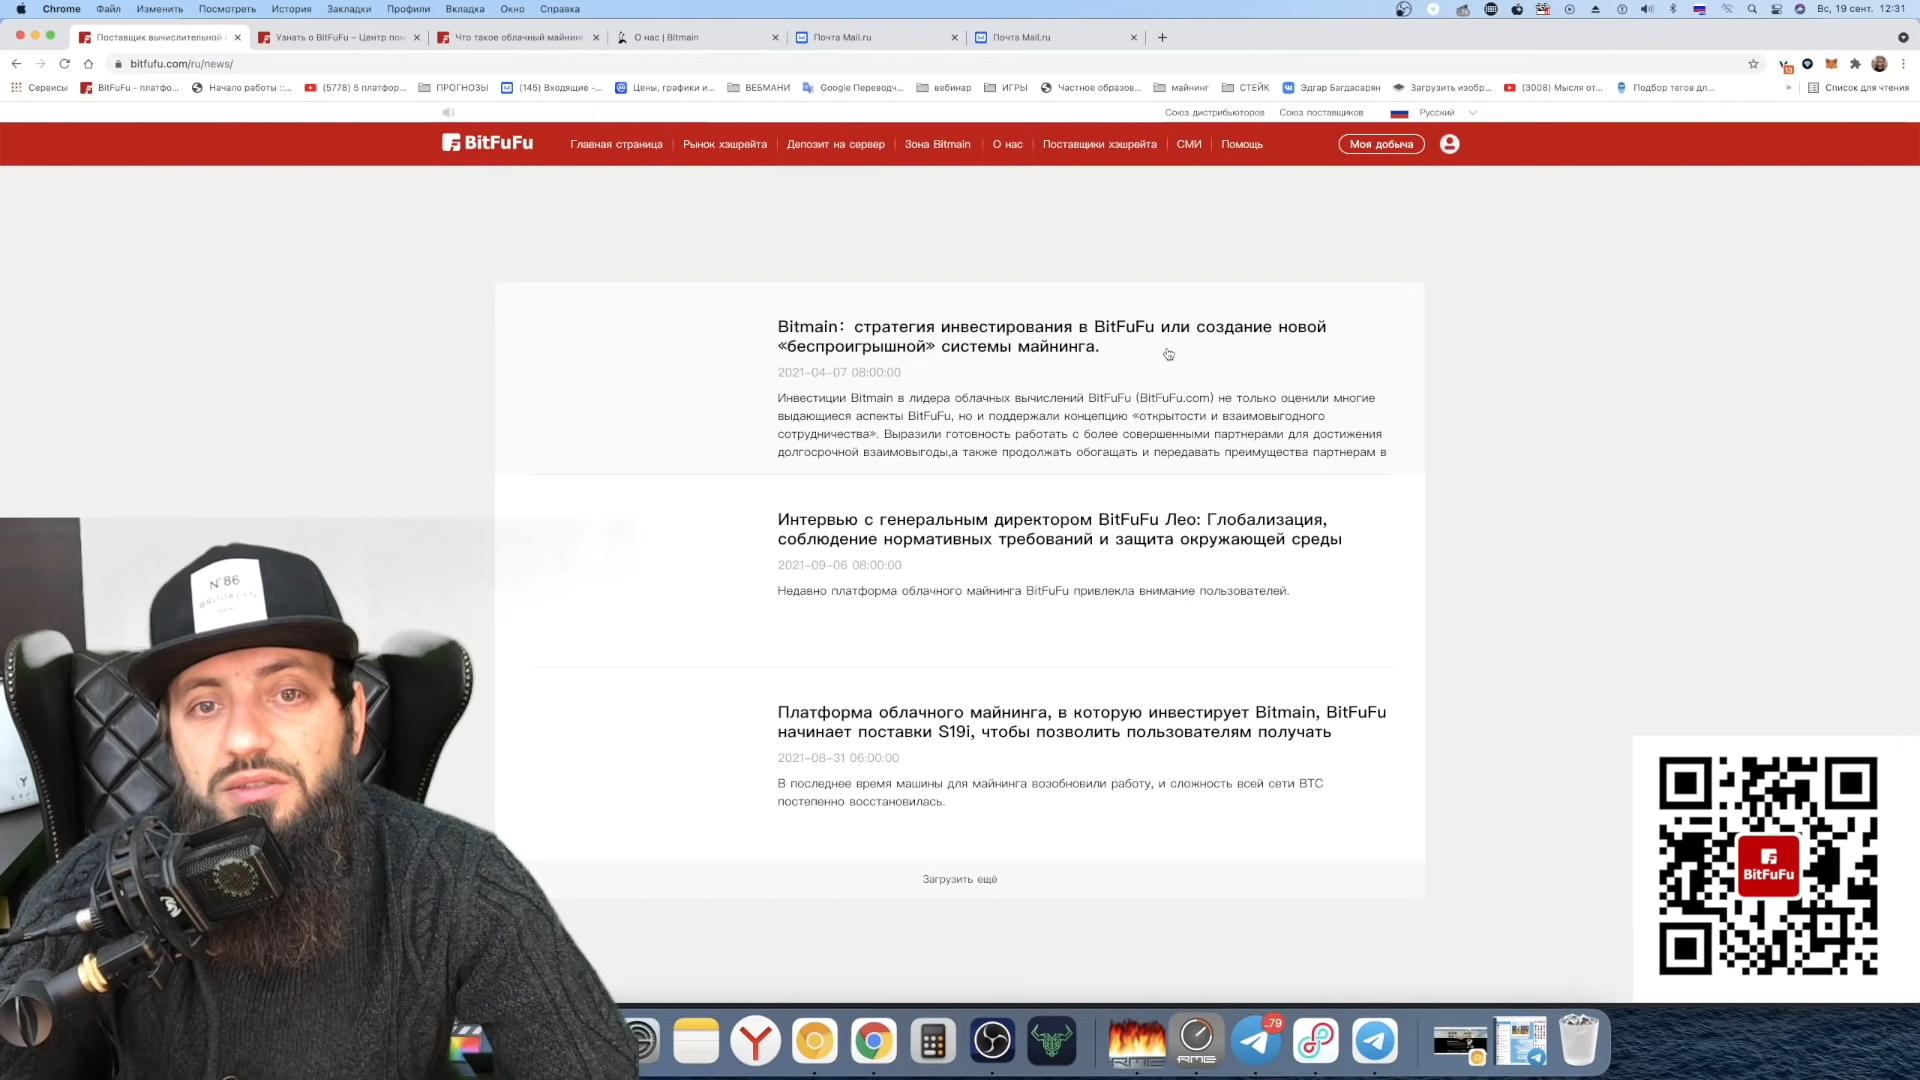 Chrome Файл Изменить Посмотреть История Закладки Профили Вкладка Окно Справка Вс, 19 сент. 12:31
Поставщик вычислительной Узнать о BitFuFu – Центр пом Что такое облачный майнинг О нас | Bitmain Почта Mail.ru Почта Mail.ru
bitfufu.com/ru/news/
13
Сервисы BitFuFu - платфо... Начало работы ::... (5778) 5 платфор... ПРОГНОЗЫ (145) Входящие -... Цены, графики и... ВЕБМАНИ Google Переводч... вебинар ИГРЫ Частное образов... майнинг СТЕЙК Эдгар Багдасарян Загрузить изобр... (3008) Мысля от... Подбор тегов дл... » Список для чтения
Союз дистрибьюторов Союз поставщиков Русский
BitFuFu Главная страница Рынок хэшрейта Депозит на сервер Зона Bitmain О нас Поставщики хэшрейта СМИ Помощь Моя добыча
Bitmain： стратегия инвестирования в BitFuFu или создание новой
«беспроигрышной» системы майнинга.
2021-04-07 08:00:00
Инвестиции Bitmain в лидера облачных вычислений BitFuFu (BitFuFu.com) не только оценили многие
выдающиеся аспекты BitFuFu, но и поддержали концепцию «открытости и взаимовыгодного
сотрудничества». Выразили готовность работать с более совершенными партнерами для достижения
долгосрочной взаимовыгоды,а также продолжать обогащать и передавать преимущества партнерам в
Интервью с генеральным директором BitFuFu Лео: Глобализация,
соблюдение нормативных требований и защита окружающей среды
2021-09-06 08:00:00
Недавно платформа облачного майнинга BitFuFu привлекла внимание пользователей.
Платформа облачного майнинга, в которую инвестирует Bitmain, BitFuFu
начинает поставки S19i, чтобы позволить пользователям получать
2021-08-31 06:00:00
В последнее время машины для майнинга возобновили работу, и сложность всей сети BTC
постепенно восстановилась.
Загрузить ещё
N°86
BROOKLYN
BitFuFu
RME
RME
..79